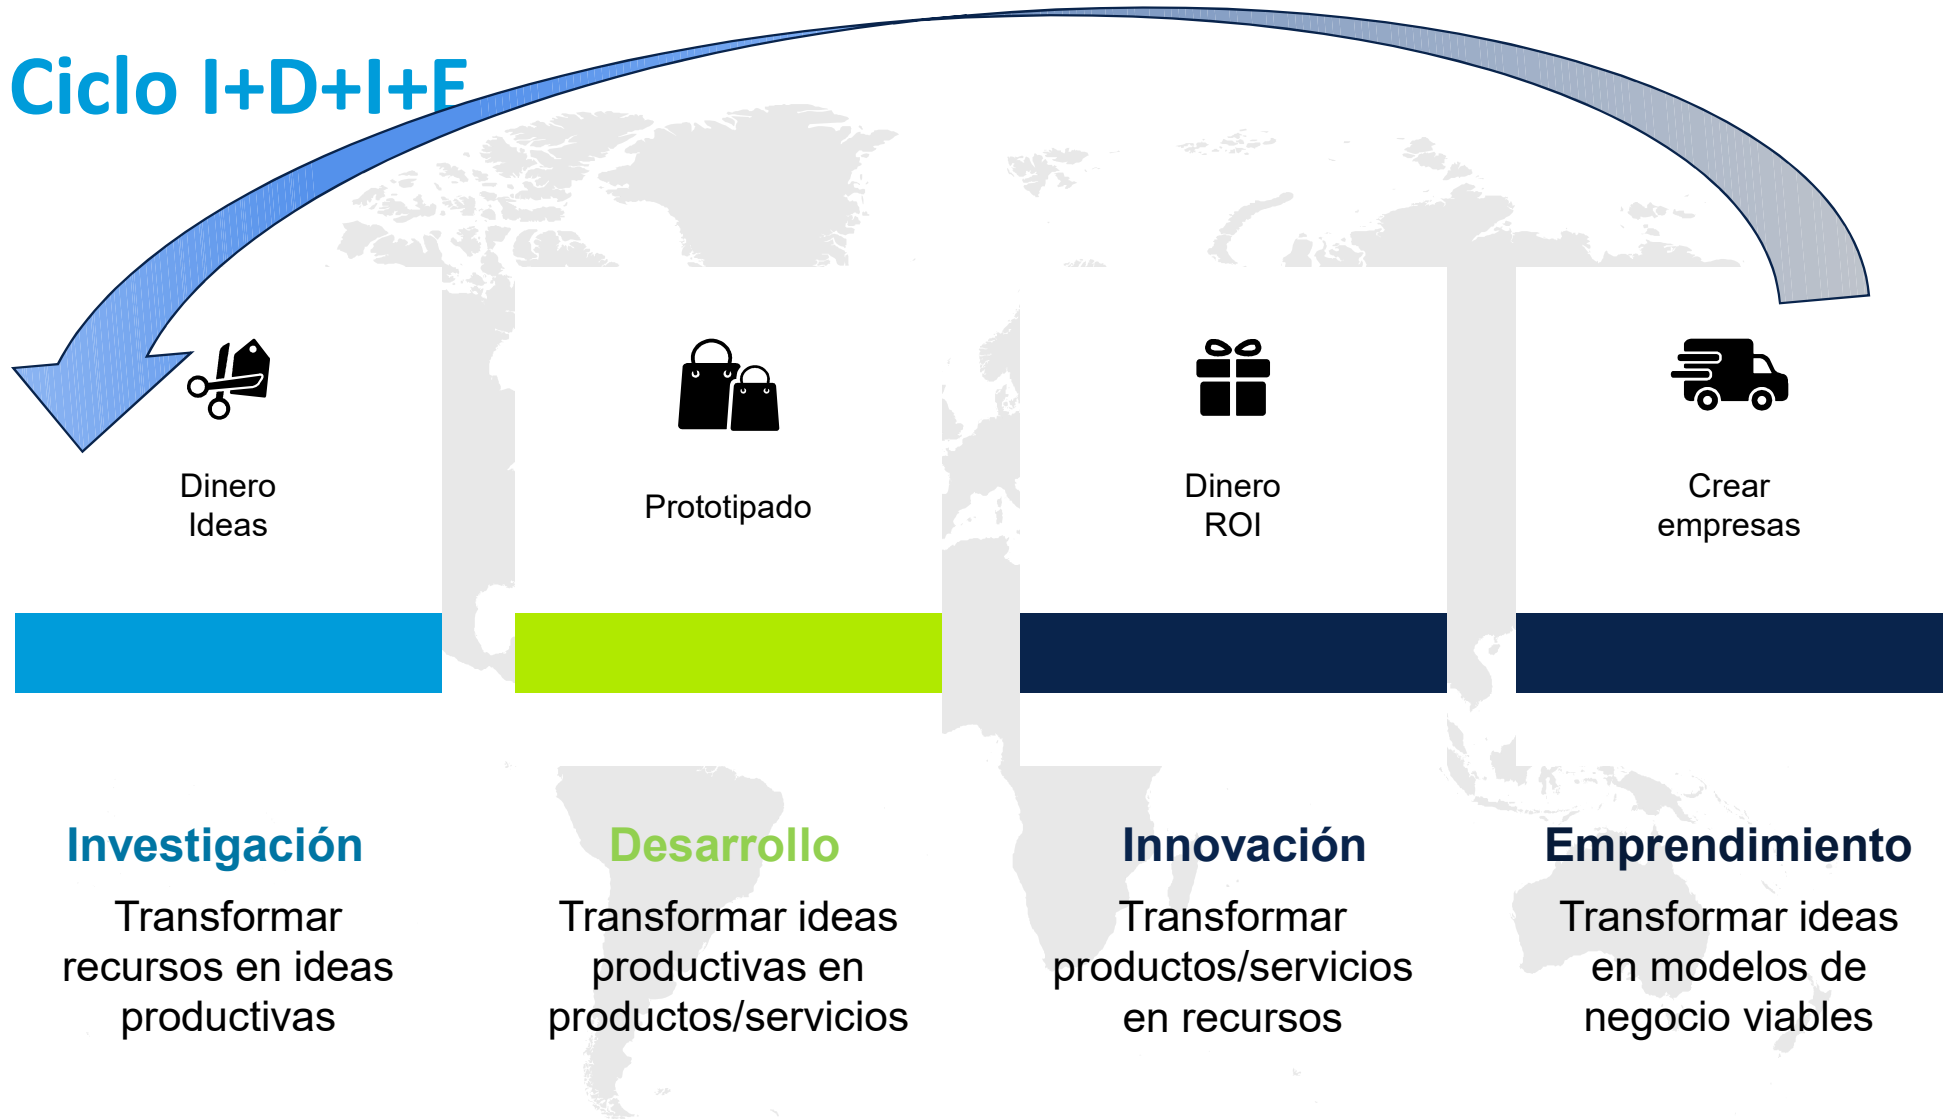 Ciclo I+D+I+E
Dinero
Ideas
Prototipado
Dinero
ROI
Crear
empresas
Investigación
Transformar
recursos en ideas
productivas
Desarrollo
Transformar ideas
productivas en
productos/servicios
Innovación
Transformar
productos/servicios
en recursos
Emprendimiento
Transformar ideas
en modelos de
negocio viables